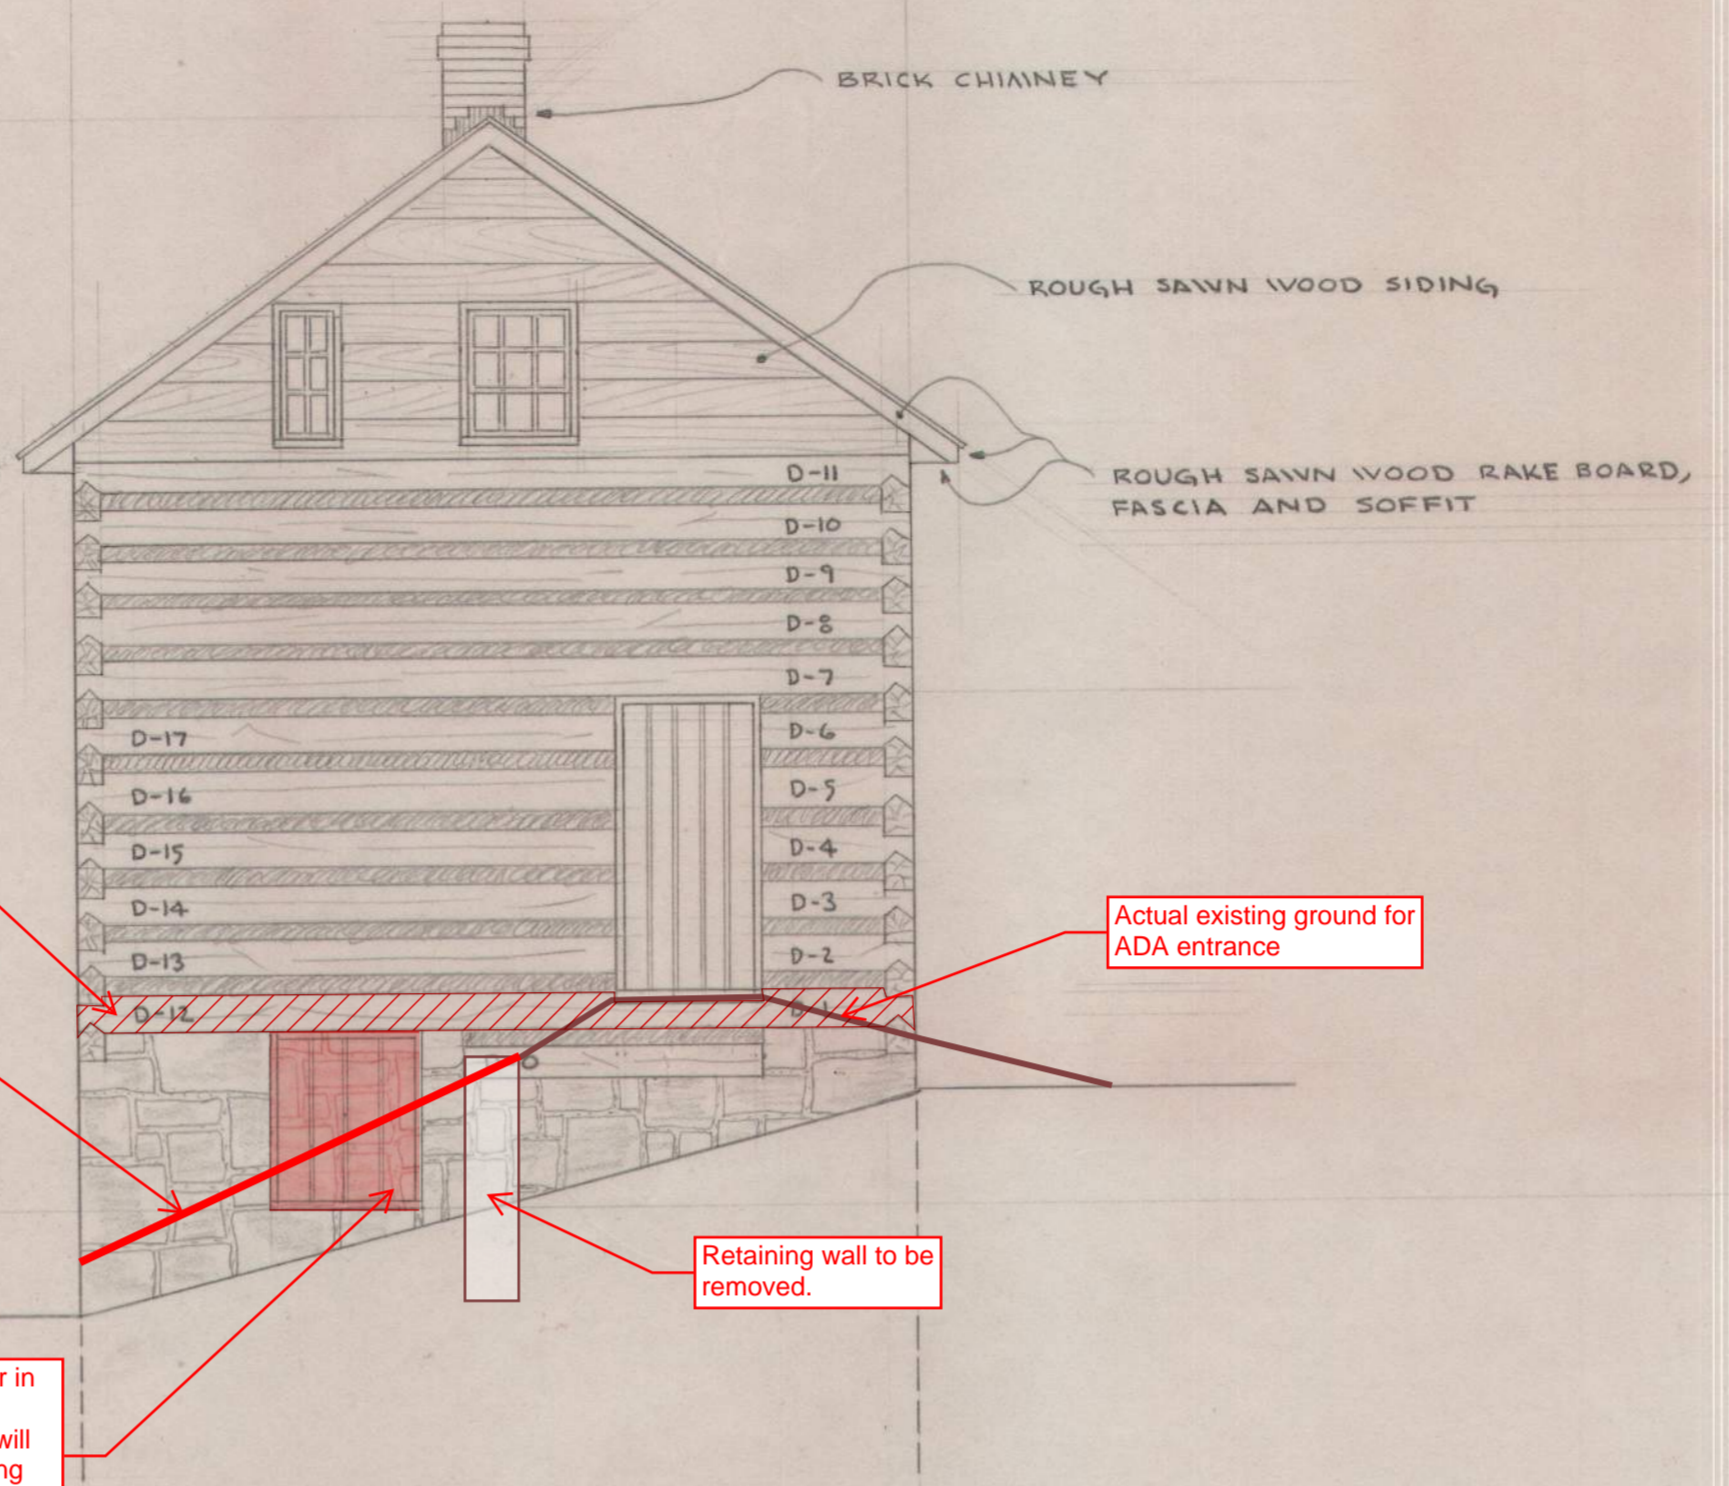 BRICK CHIMNEY
ROUGH SAWN WOOD SIDING
ROUGH SAWN WOOD RAKE BOARD,
FASCIA AND SOFFIT
D-11
D-10
D-9
D-8
D-7
D-17
D-6
D-16
D-5
D-15
D-4
D-14
D-3
D-13
D-2
D-12
D-1
Actual existing ground for
ADA entrance
Retaining wall to be
removed.
r in
will
ng